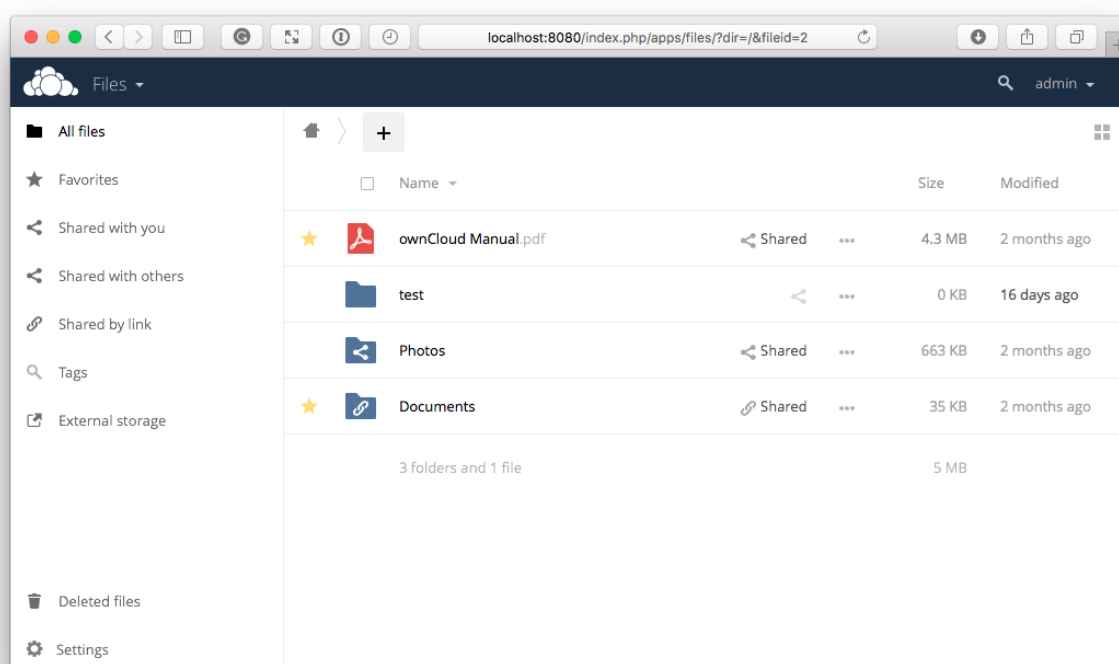 localhost:8080/index.php/apps/files/?dir=/&fileid=2
Files
admin
All files
Favorites
Shared with you
Shared with others
Shared by link
Tags
External storage
Deleted files
Settings
Name Size Modified
ownCloud Manual.pdf Shared 4.3 MB 2 months ago
test 0 KB 16 days ago
Photos Shared 663 KB 2 months ago
Documents Shared 35 KB 2 months ago
3 folders and 1 file 5 MB